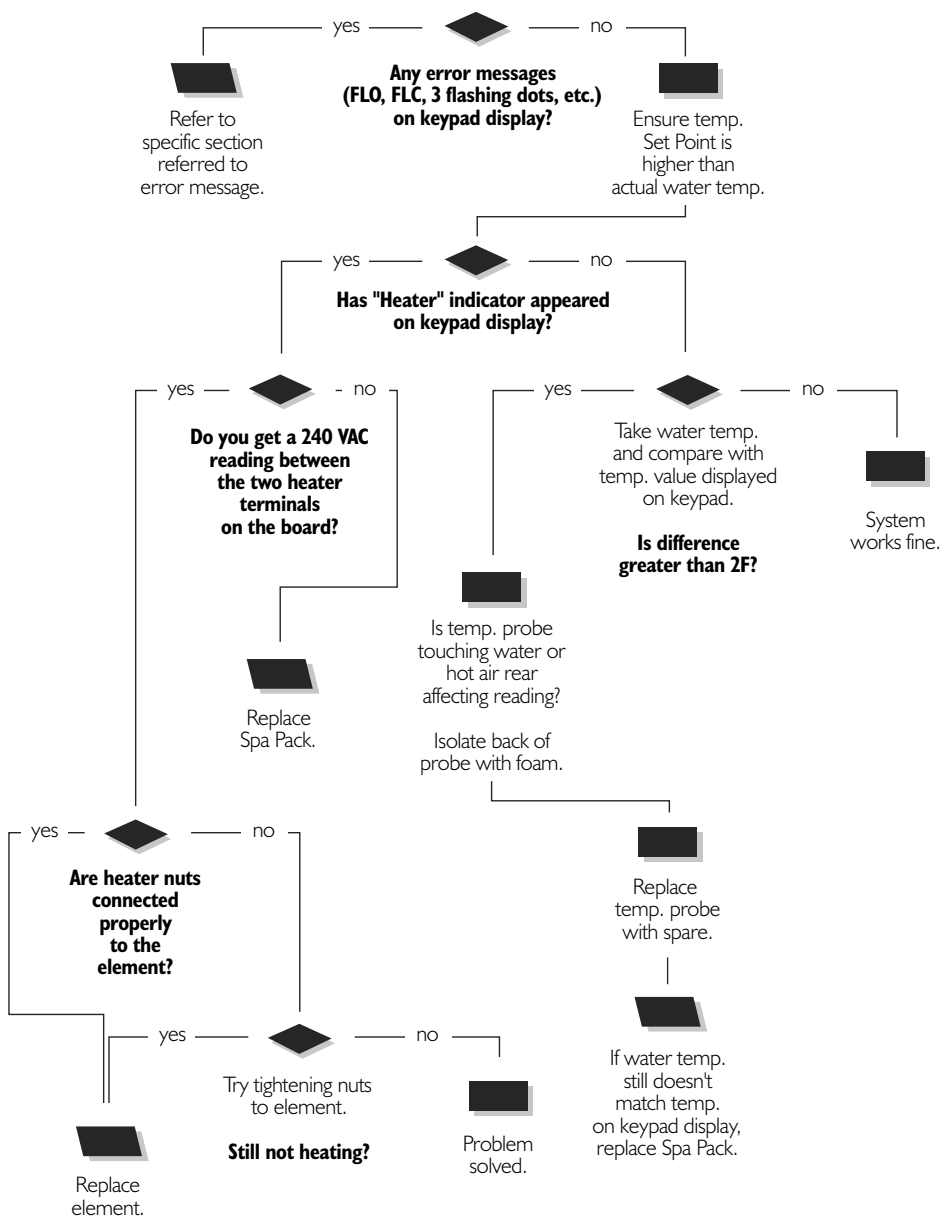 yes
no
Any error messages
(FLO, FLC, 3 flashing dots, etc.)
on keypad display?
Refer to
specific section
referred to
error message.
Ensure temp.
Set Point is
higher than
actual water temp.
yes
no
Has "Heater" indicator appeared
on keypad display?
yes
no
Do you get a 240 VAC
reading between
the two heater
terminals
on the board?
yes
no
Take water temp.
and compare with
temp. value displayed
on keypad.
Is difference
greater than 2F?
System
works fine.
Is temp. probe
touching water or
hot air rear
affecting reading?
Isolate back of
probe with foam.
Replace
Spa Pack.
yes
no
Are heater nuts
connected
properly
to the
element?
Replace
temp. probe
with spare.
yes
no
Try tightening nuts
to element.
Still not heating?
Problem
solved.
If water temp.
still doesn't
match temp.
on keypad display,
replace Spa Pack.
Replace
element.